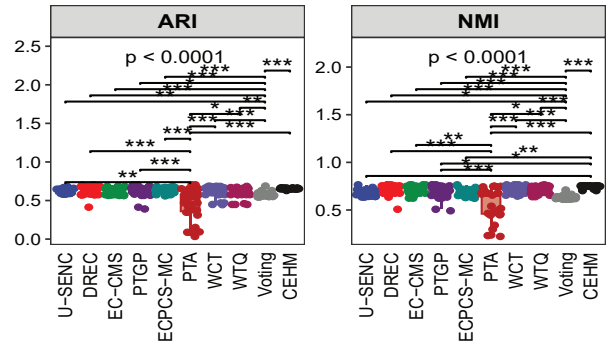 ARI
NMI
p < 0.0001
p < 0.0001
2.5
2.0
1.5
1.0
0.5
0.0
2.0
1.5
1.0
0.5
U-SENC
DREC
EC-CMS
PTGP
ECPCS-MC
PTA
WCT
WTQ
Voting
CEHM
U-SENC
DREC
EC-CMS
PTGP
ECPCS-MC
PTA
WCT
WTQ
Voting
CEHM